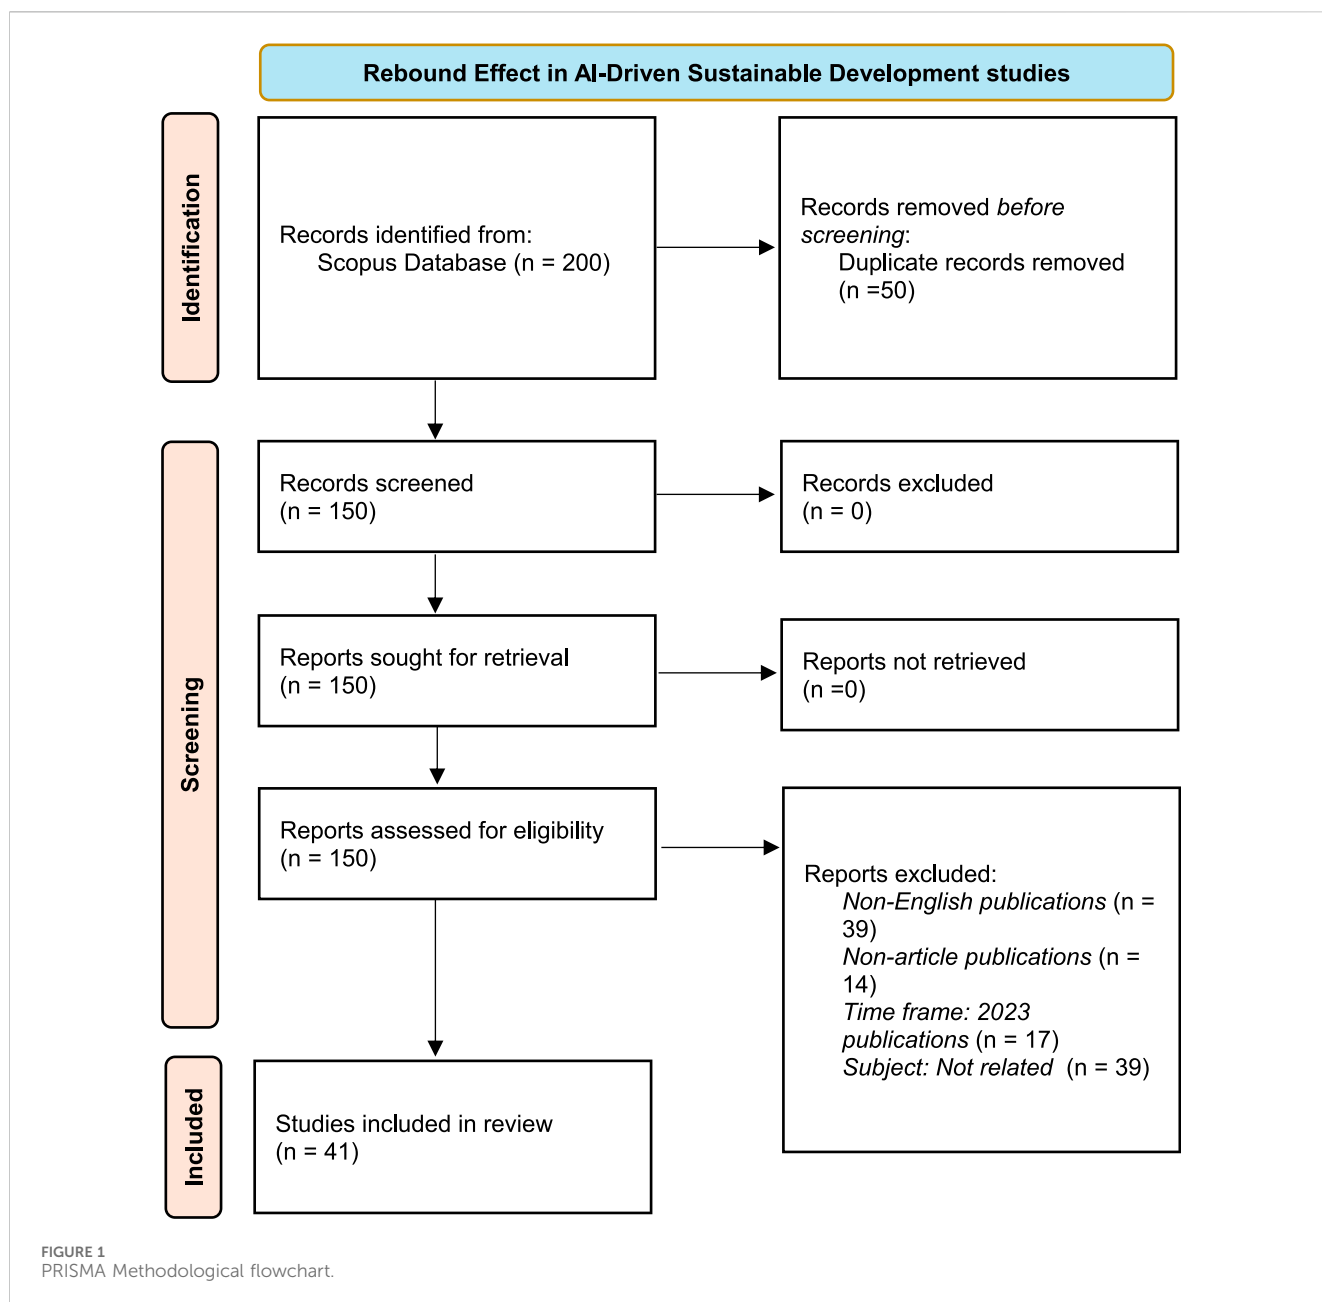 Rebound Effect in AI-Driven Sustainable Development studies
Identification
Records identified from:
Scopus Database (n = 200)
Records removed before
screening:
Duplicate records removed
(n =50)
Screening
Records screened
(n = 150)
Records excluded
(n = 0)
Reports sought for retrieval
(n = 150)
Reports not retrieved
(n =0)
Reports assessed for eligibility
(n = 150)
Reports excluded:
Non-English publications (n =
39)
Non-article publications (n =
14)
Time frame: 2023
publications (n = 17)
Subject: Not related (n = 39)
Included
Studies included in review
(n = 41)
FIGURE 1
PRISMA Methodological flowchart.